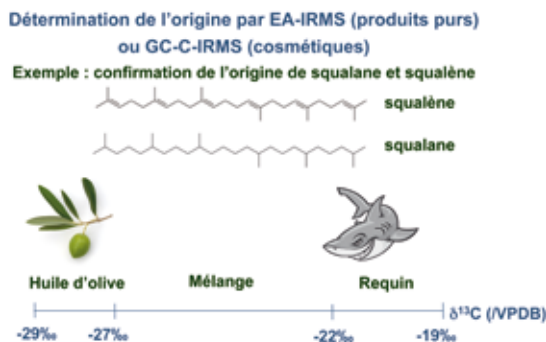 Détermination de l'origine par EA-IRMS (produits purs)
ou GC-C-IRMS (cosmétiques)
Exemple : confirmation de l'origine de squalane et squalène
squalène
squalane
Huile d'olive Mélange Requin
δ¹³C (/VPDB)
-29‰ -27‰ -22‰ -19‰